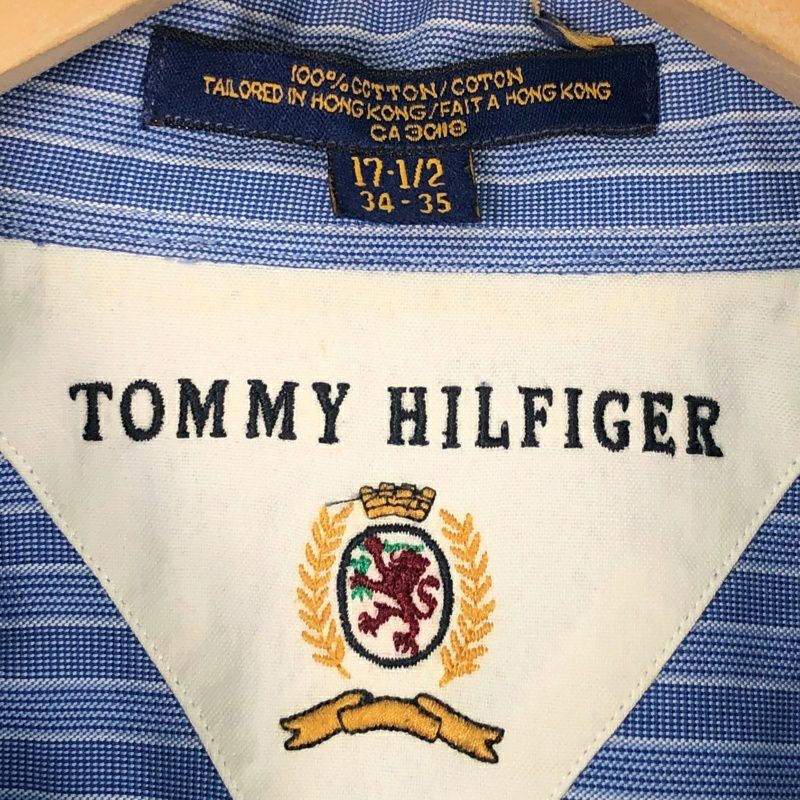 100% COTTON/COTON
TAILORED IN HONG KONG/FAIT A HONG KONG
CA 30118
17-1/2
34 - 35
TOMMY HILFIGER